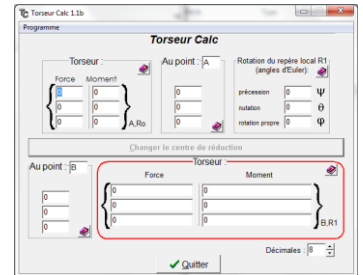 Torseur Calc 1.1b
Programme
Torseur Calc
Torseur :
Force Moment
0 0
0 0
0 0
A,Ro
Au point : A
0
0
0
Rotation du repère local R1
(angles d'Euler)
précession 0 Ψ
nutation 0 θ
rotation propre 0 φ
Changer le centre de réduction
Au point : B
0
0
0
Torseur :
Force Moment
0 0
0 0
0 0
B,R1
Décimales : 8
Quitter